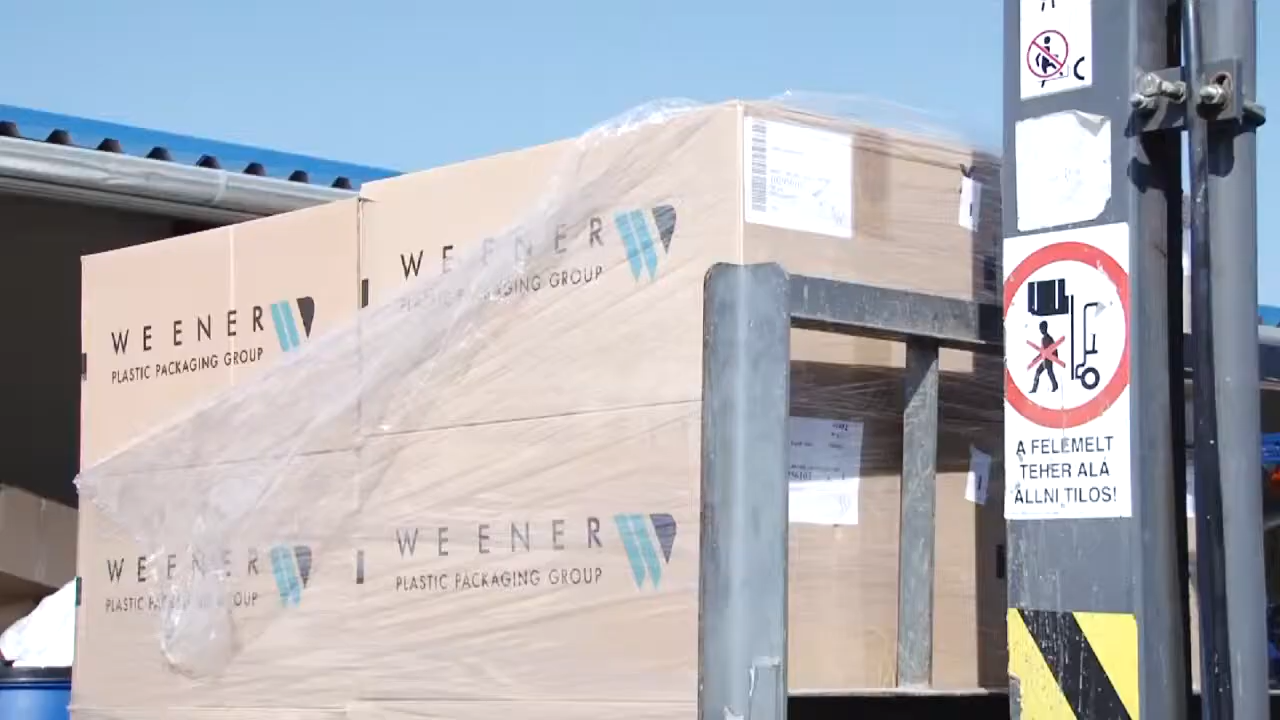 WEENER
PLASTIC PACKAGING GROUP
WEENER
PLASTIC PACKAGING GROUP
WEENER
PLASTIC PACKAGING GROUP
WEENER
PLASTIC PACKAGING GROUP
A FELEMELT
TEHER ALÁ
ÁLLNI TILOS!